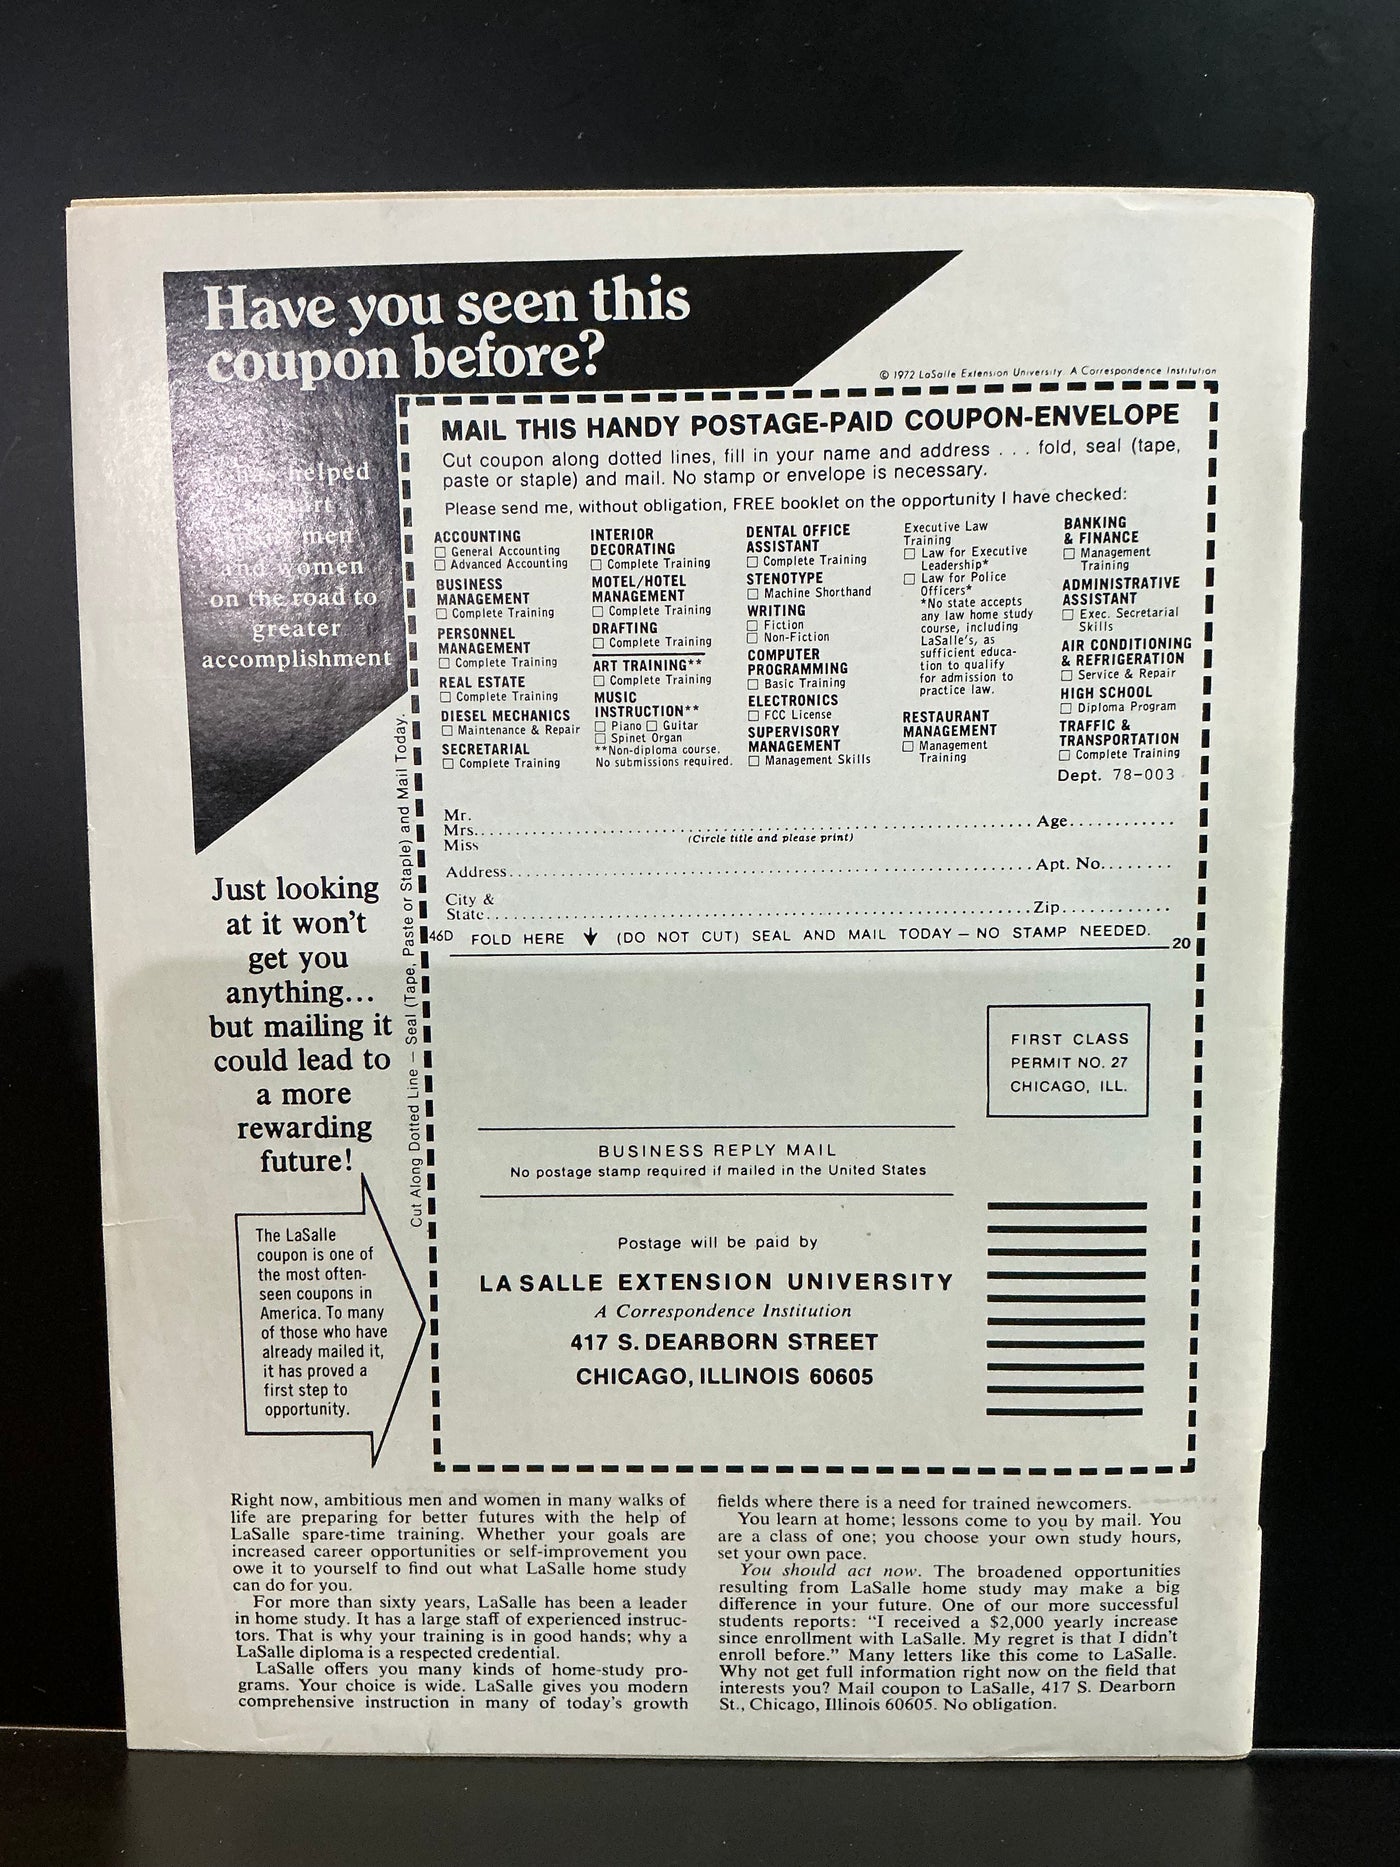 Have you seen this
coupon before?
helped
men
and women
on the road to
greater
accomplishment
© 1972 LaSalle Extension University A Correspondence Institution
MAIL THIS HANDY POSTAGE-PAID COUPON-ENVELOPE
Cut coupon along dotted lines, fill in your name and address . . . fold, seal (tape,
paste or staple) and mail. No stamp or envelope is necessary.
Please send me, without obligation, FREE booklet on the opportunity I have checked:
ACCOUNTING
☐ General Accounting
☐ Advanced Accounting
BUSINESS
MANAGEMENT
☐ Complete Training
PERSONNEL
MANAGEMENT
☐ Complete Training
REAL ESTATE
☐ Complete Training
DIESEL MECHANICS
☐ Maintenance & Repair
SECRETARIAL
☐ Complete Training
INTERIOR
DECORATING
☐ Complete Training
MOTEL/HOTEL
MANAGEMENT
☐ Complete Training
DRAFTING
☐ Complete Training
ART TRAINING**
☐ Complete Training
MUSIC
INSTRUCTION**
☐ Piano ☐ Guitar
☐ Spinet Organ
**Non-diploma course.
No submissions required.
DENTAL OFFICE
ASSISTANT
☐ Complete Training
STENOTYPE
☐ Machine Shorthand
WRITING
☐ Fiction
☐ Non-Fiction
COMPUTER
PROGRAMMING
☐ Basic Training
ELECTRONICS
☐ FCC License
SUPERVISORY
MANAGEMENT
☐ Management Skills
Executive Law
Training
☐ Law for Executive
Leadership*
☐ Law for Police
Officers*
*No state accepts
any law home study
course, including
LaSalle's, as
sufficient educa-
tion to qualify
for admission to
practice law.
RESTAURANT
MANAGEMENT
☐ Management
Training
BANKING
& FINANCE
☐ Management
Training
ADMINISTRATIVE
ASSISTANT
☐ Exec. Secretarial
Skills
AIR CONDITIONING
& REFRIGERATION
☐ Service & Repair
HIGH SCHOOL
☐ Diploma Program
TRAFFIC &
TRANSPORTATION
☐ Complete Training
Dept. 78-003
Mr.
Mrs. Age
Miss (Circle title and please print)
Address Apt. No.
City &
State Zip
46D FOLD HERE ↓ (DO NOT CUT) SEAL AND MAIL TODAY – NO STAMP NEEDED.
20
Cut Along Dotted Line — Seal (Tape, Paste or Staple) and Mail Today.
Just looking
at it won't
get you
anything...
but mailing it
could lead to
a more
rewarding
future!
The LaSalle
coupon is one of
the most often-
seen coupons in
America. To many
of those who have
already mailed it,
it has proved a
first step to
opportunity.
FIRST CLASS
PERMIT NO. 27
CHICAGO, ILL.
BUSINESS REPLY MAIL
No postage stamp required if mailed in the United States
Postage will be paid by
LA SALLE EXTENSION UNIVERSITY
A Correspondence Institution
417 S. DEARBORN STREET
CHICAGO, ILLINOIS 60605
Right now, ambitious men and women in many walks of
life are preparing for better futures with the help of
LaSalle spare-time training. Whether your goals are
increased career opportunities or self-improvement you
owe it to yourself to find out what LaSalle home study
can do for you.
For more than sixty years, LaSalle has been a leader
in home study. It has a large staff of experienced instruc-
tors. That is why your training is in good hands; why a
LaSalle diploma is a respected credential.
LaSalle offers you many kinds of home-study pro-
grams. Your choice is wide. LaSalle gives you modern
comprehensive instruction in many of today's growth
fields where there is a need for trained newcomers.
You learn at home; lessons come to you by mail. You
are a class of one; you choose your own study hours,
set your own pace.
You should act now. The broadened opportunities
resulting from LaSalle home study may make a big
difference in your future. One of our more successful
students reports: "I received a $2,000 yearly increase
since enrollment with LaSalle. My regret is that I didn't
enroll before." Many letters like this come to LaSalle.
Why not get full information right now on the field that
interests you? Mail coupon to LaSalle, 417 S. Dearborn
St., Chicago, Illinois 60605. No obligation.